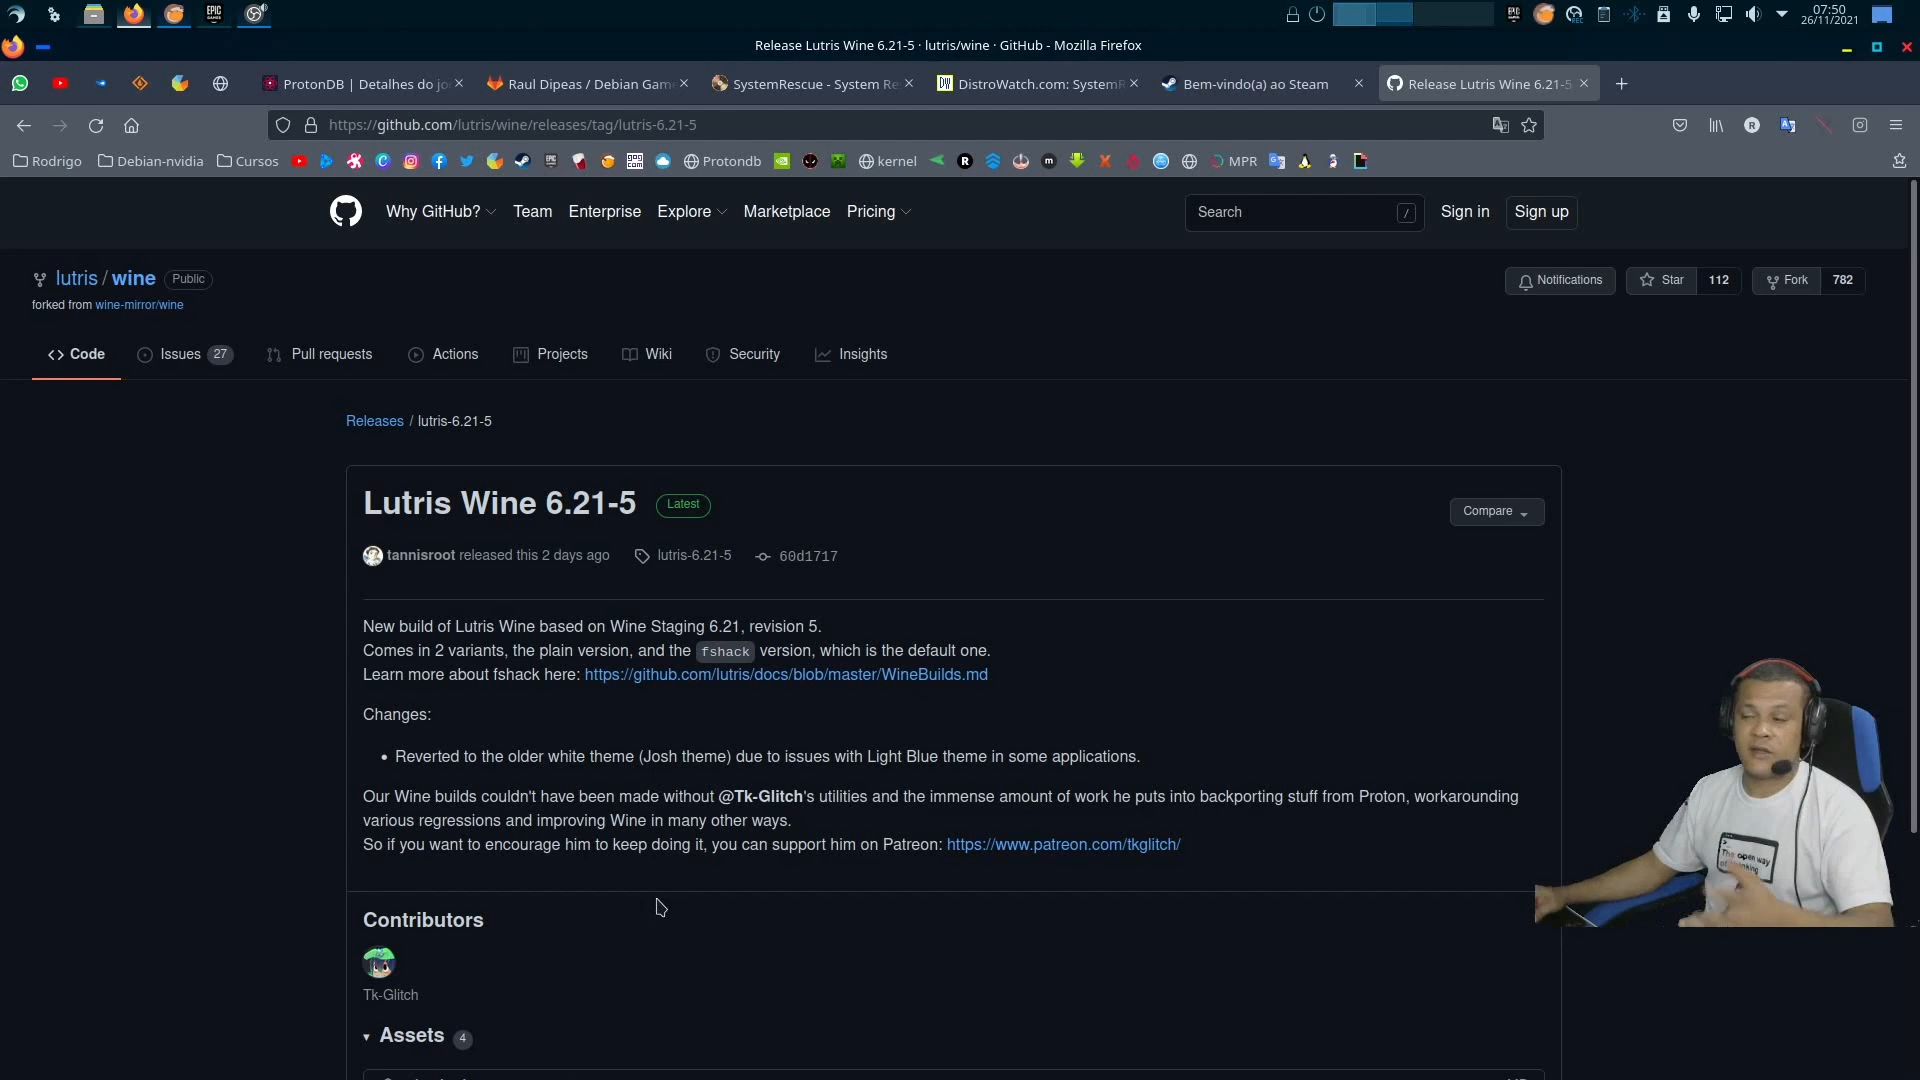 07:50
26/11/2021
Release Lutris Wine 6.21-5 · lutris/wine · GitHub - Mozilla Firefox
ProtonDB | Detalhes do jo
Raul Dipeas / Debian Gam
SystemRescue - System Re
DistroWatch.com: SystemR
Bem-vindo(a) ao Steam
Release Lutris Wine 6.21-5
https://github.com/lutris/wine/releases/tag/lutris-6.21-5
Rodrigo Debian-nvidia Cursos Protondb kernel MPR
Why GitHub? Team Enterprise Explore Marketplace Pricing Search / Sign in Sign up
lutris / wine Public
Notifications Star 112 Fork 782
forked from wine-mirror/wine
Code Issues 27 Pull requests Actions Projects Wiki Security Insights
Releases / lutris-6.21-5
Lutris Wine 6.21-5 Latest
Compare
tannisroot released this 2 days ago lutris-6.21-5 60d1717
New build of Lutris Wine based on Wine Staging 6.21, revision 5.
Comes in 2 variants, the plain version, and the fshack version, which is the default one.
Learn more about fshack here: https://github.com/lutris/docs/blob/master/WineBuilds.md
Changes:
• Reverted to the older white theme (Josh theme) due to issues with Light Blue theme in some applications.
Our Wine builds couldn't have been made without @Tk-Glitch's utilities and the immense amount of work he puts into backporting stuff from Proton, workarounding
various regressions and improving Wine in many other ways.
So if you want to encourage him to keep doing it, you can support him on Patreon: https://www.patreon.com/tkglitch/
The open way
of thinking
Contributors
Tk-Glitch
Assets 4